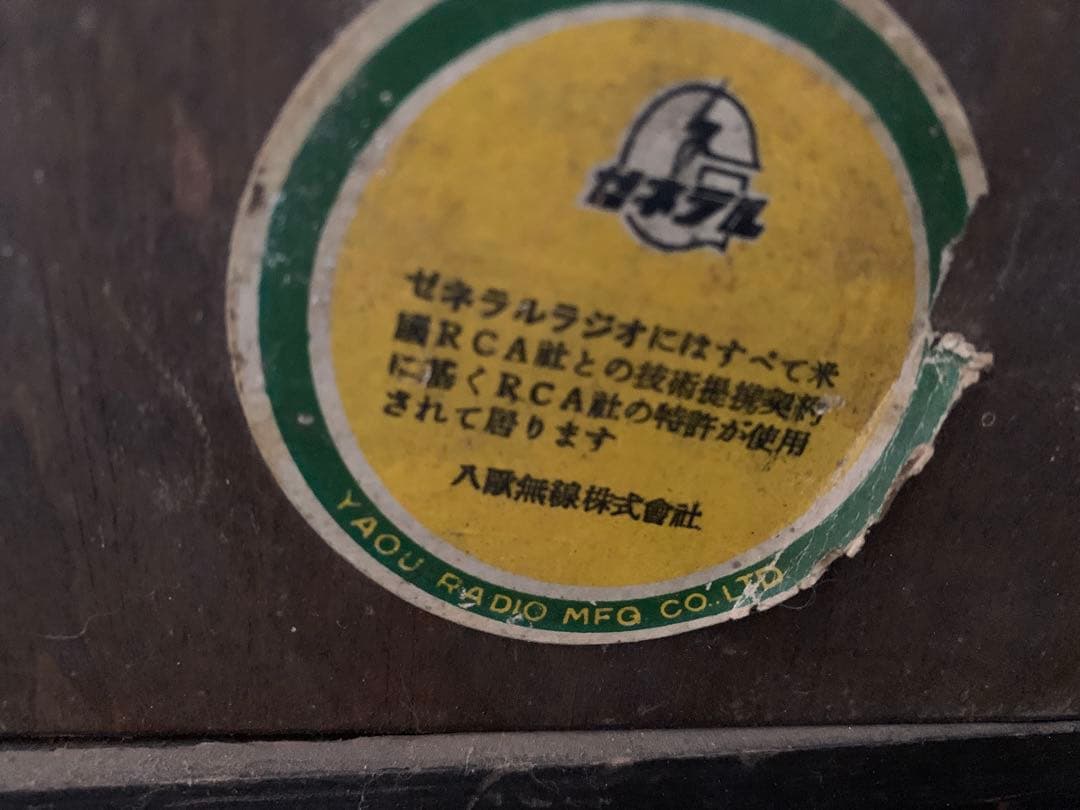 ゼネラル
ゼネラルラジオにはすべて米
國RCA社との技術提携契約
に基くRCA社の特許が使用
されて居ります
八欧無線株式會社
YAOU RADIO MFG CO., LTD